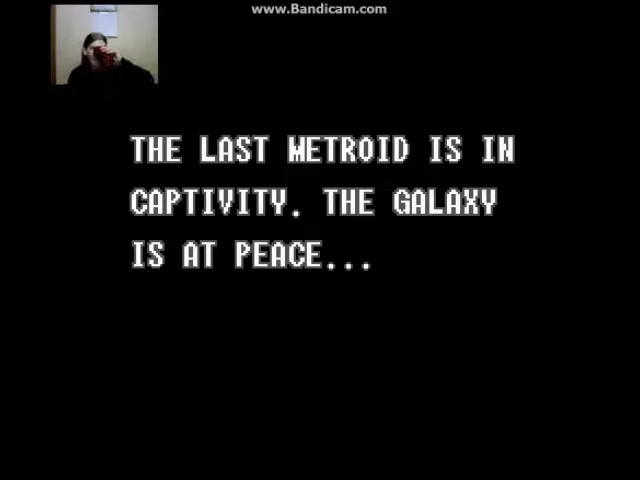 www.Bandicam.com
THE LAST METROID IS IN
CAPTIVITY. THE GALAXY
IS AT PEACE...